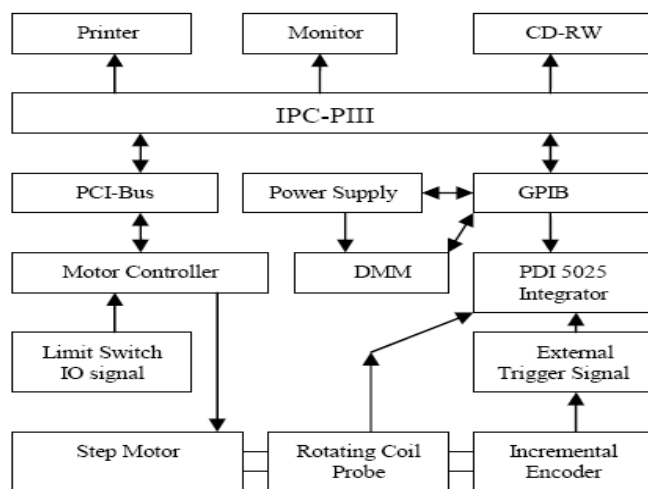 Printer
Monitor
CD-RW
IPC-PIII
PCI-Bus
Power Supply
GPIB
Motor Controller
DMM
PDI 5025
Integrator
Limit Switch
IO signal
External
Trigger Signal
Step Motor
Rotating Coil
Probe
Incremental
Encoder